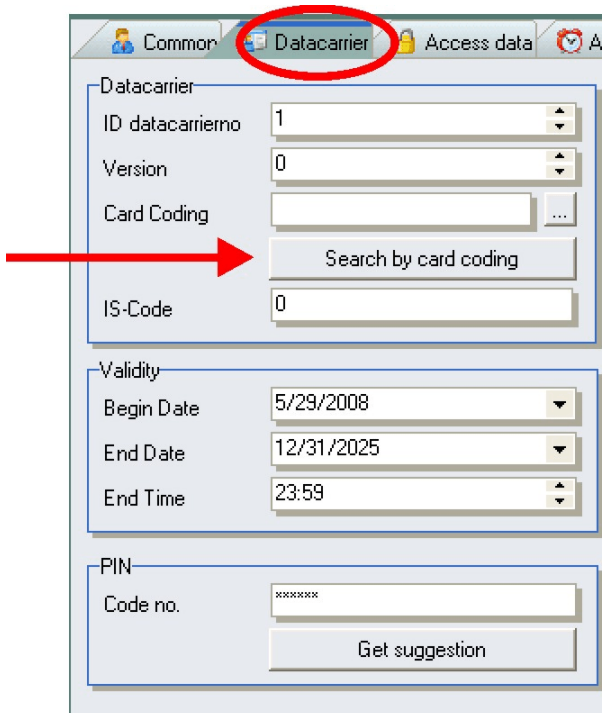 Common Datacarrier Access data A
Datacarrier
ID datacarrierno 1
Version 0
Card Coding ...
Search by card coding
IS-Code 0
Validity
Begin Date 5/29/2008
End Date 12/31/2025
End Time 23:59
PIN
Code no. xxxxxx
Get suggestion